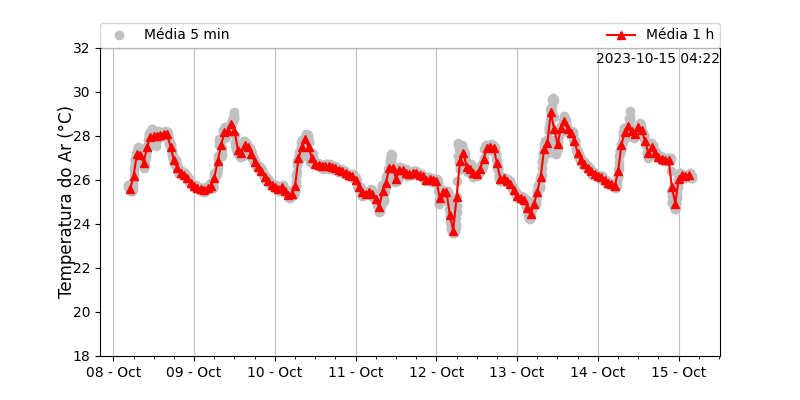 Média 5 min
Média 1 h
2023-10-15 04:22
Temperatura do Ar (°C)
32
30
28
26
24
22
20
18
08 - Oct
09 - Oct
10 - Oct
11 - Oct
12 - Oct
13 - Oct
14 - Oct
15 - Oct